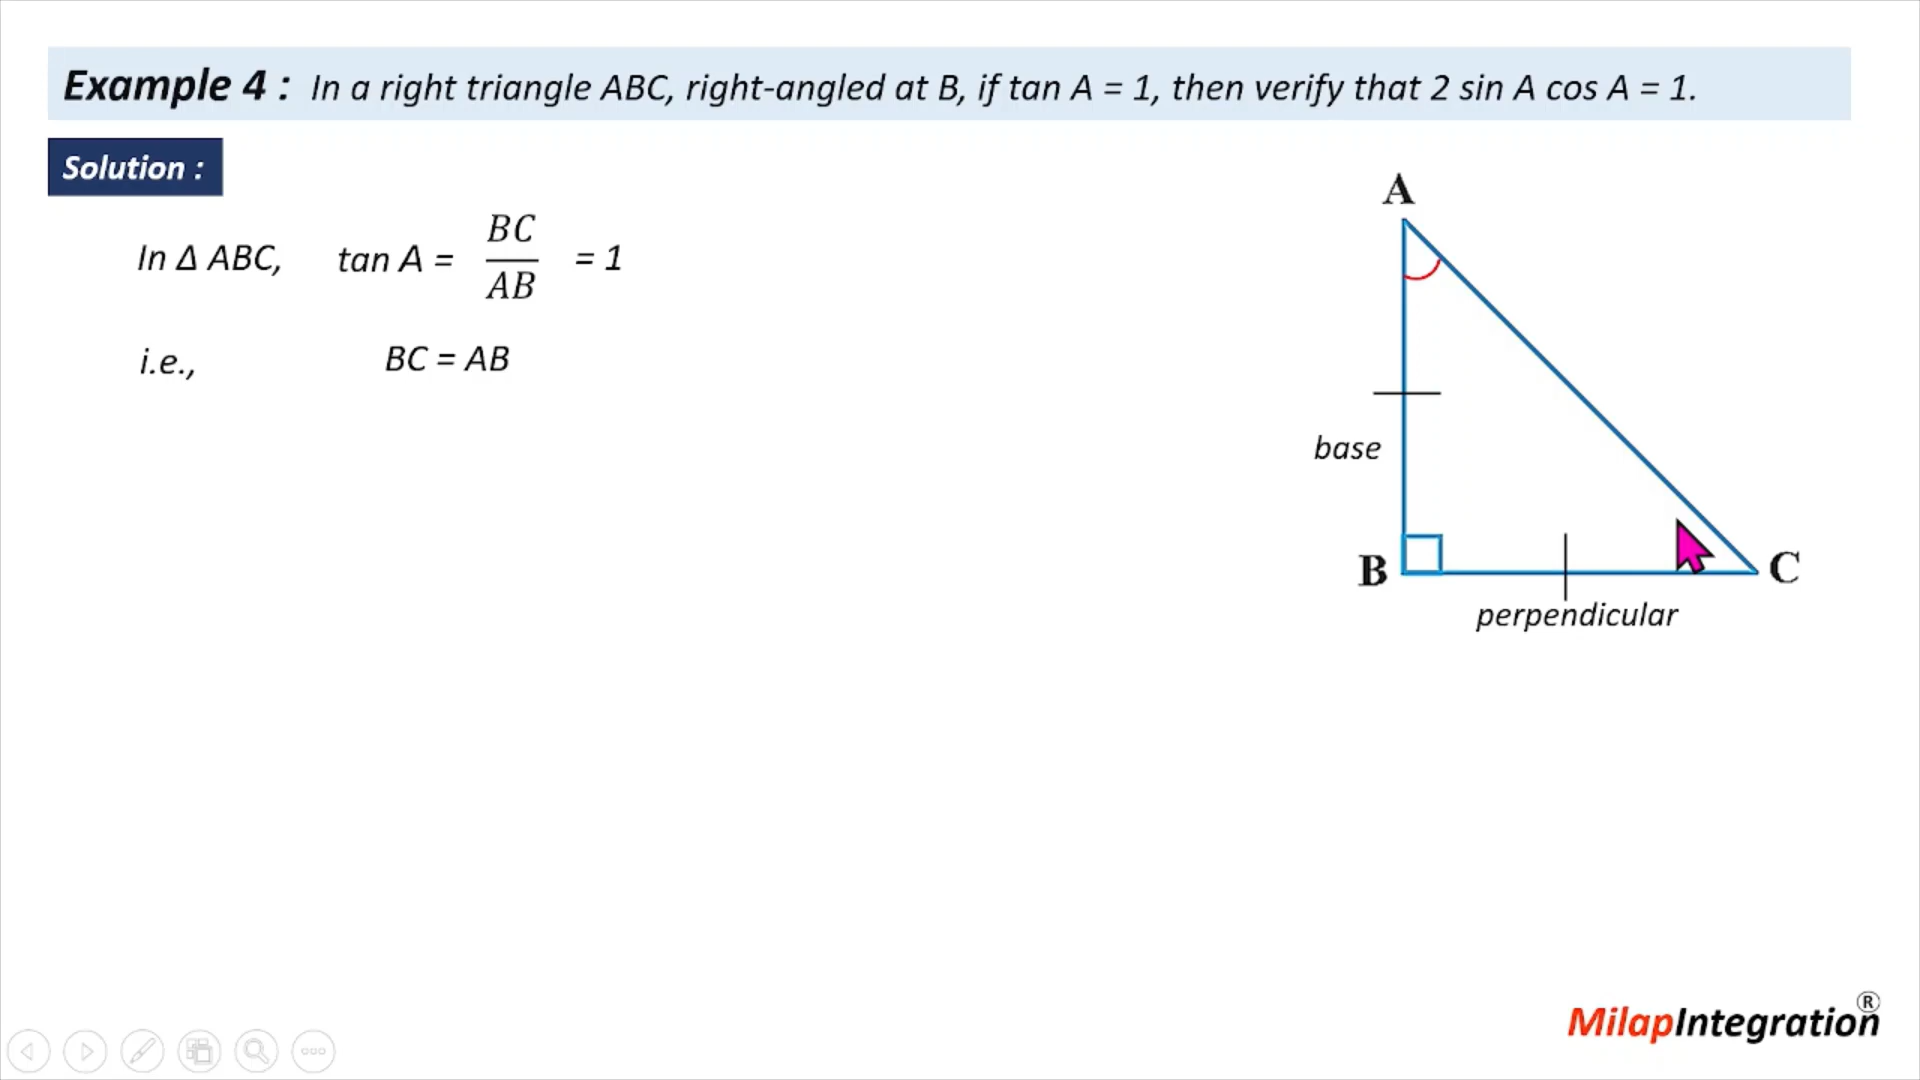 Example 4 : In a right triangle ABC, right-angled at B, if tan A = 1, then verify that 2 sin A cos A = 1.
Solution :
In Δ ABC, tan A = BC/AB = 1
i.e., BC = AB
A
base
B
C
perpendicular
MilapIntegration®